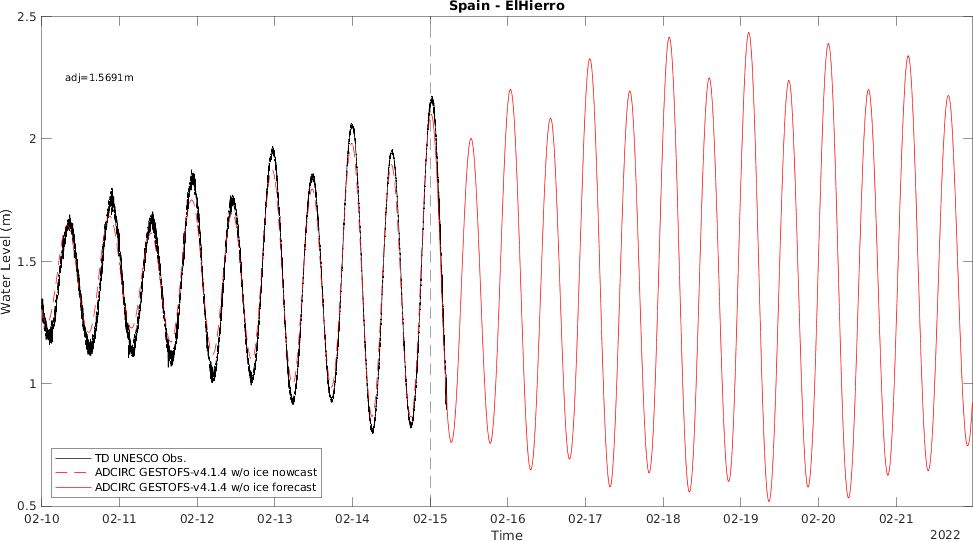 Spain - ElHierro
2.5
adj=1.5691m
2
1.5
1
0.5
Water Level (m)
TD UNESCO Obs.
ADCIRC GESTOFS-v4.1.4 w/o ice nowcast
ADCIRC GESTOFS-v4.1.4 w/o ice forecast
02-10 02-11 02-12 02-13 02-14 02-15 02-16 02-17 02-18 02-19 02-20 02-21
Time
2022